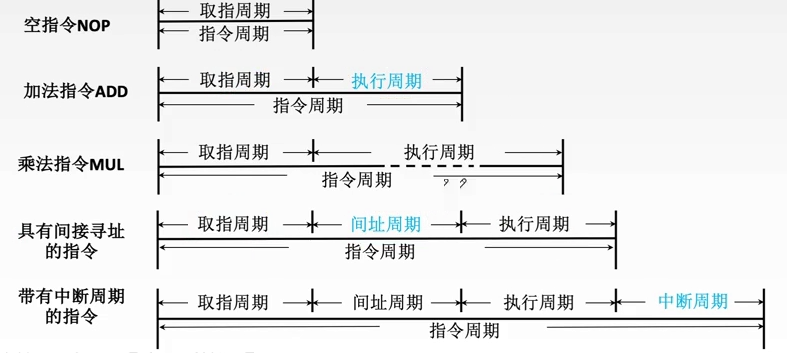 取指周期
空指令NOP
指令周期
加法指令ADD
取指周期 执行周期
指令周期
乘法指令MUL
取指周期 执行周期
指令周期
具有间接寻址
的指令
取指周期 间址周期 执行周期
指令周期
带有中断周期
的指令
取指周期 间址周期 执行周期 中断周期
指令周期